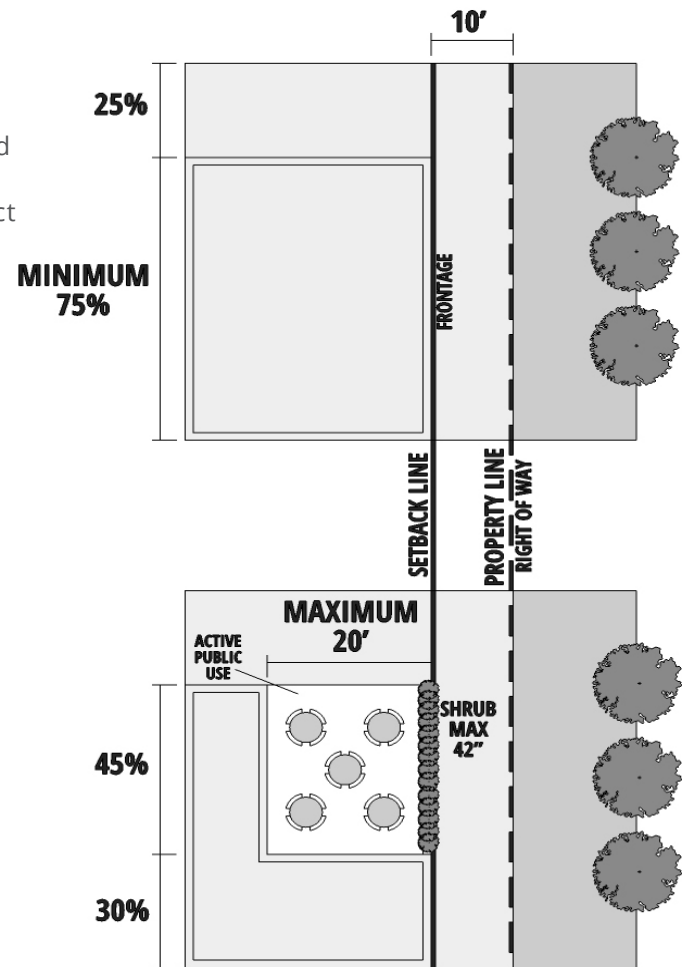 10’
25%
d
ct
MINIMUM
75%
FRONTAGE
SETBACK LINE
PROPERTY LINE
RIGHT OF WAY
MAXIMUM
20’
ACTIVE
PUBLIC
USE
SHRUB
MAX
42”
45%
30%